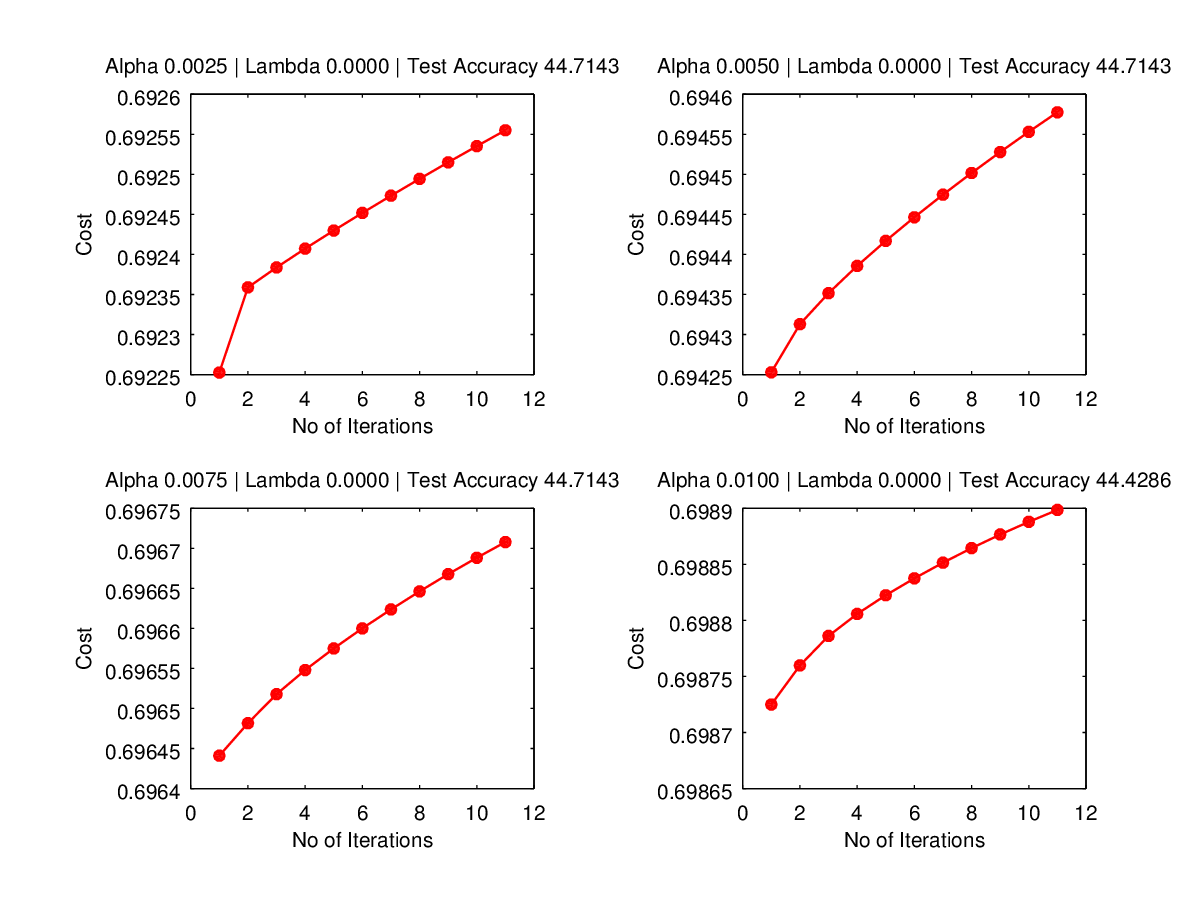 Alpha 0.0025 | Lambda 0.0000 | Test Accuracy 44.7143
0.6926
0.69255
0.6925
0.69245
0.6924
0.69235
0.6923
0.69225
Cost
0 2 4 6 8 10 12
No of Iterations
Alpha 0.0050 | Lambda 0.0000 | Test Accuracy 44.7143
0.6946
0.69455
0.6945
0.69445
0.6944
0.69435
0.6943
0.69425
Cost
0 2 4 6 8 10 12
No of Iterations
Alpha 0.0075 | Lambda 0.0000 | Test Accuracy 44.7143
0.69675
0.6967
0.69665
0.6966
0.69655
0.6965
0.69645
0.6964
Cost
0 2 4 6 8 10 12
No of Iterations
Alpha 0.0100 | Lambda 0.0000 | Test Accuracy 44.4286
0.6989
0.69885
0.6988
0.69875
0.6987
0.69865
Cost
0 2 4 6 8 10 12
No of Iterations